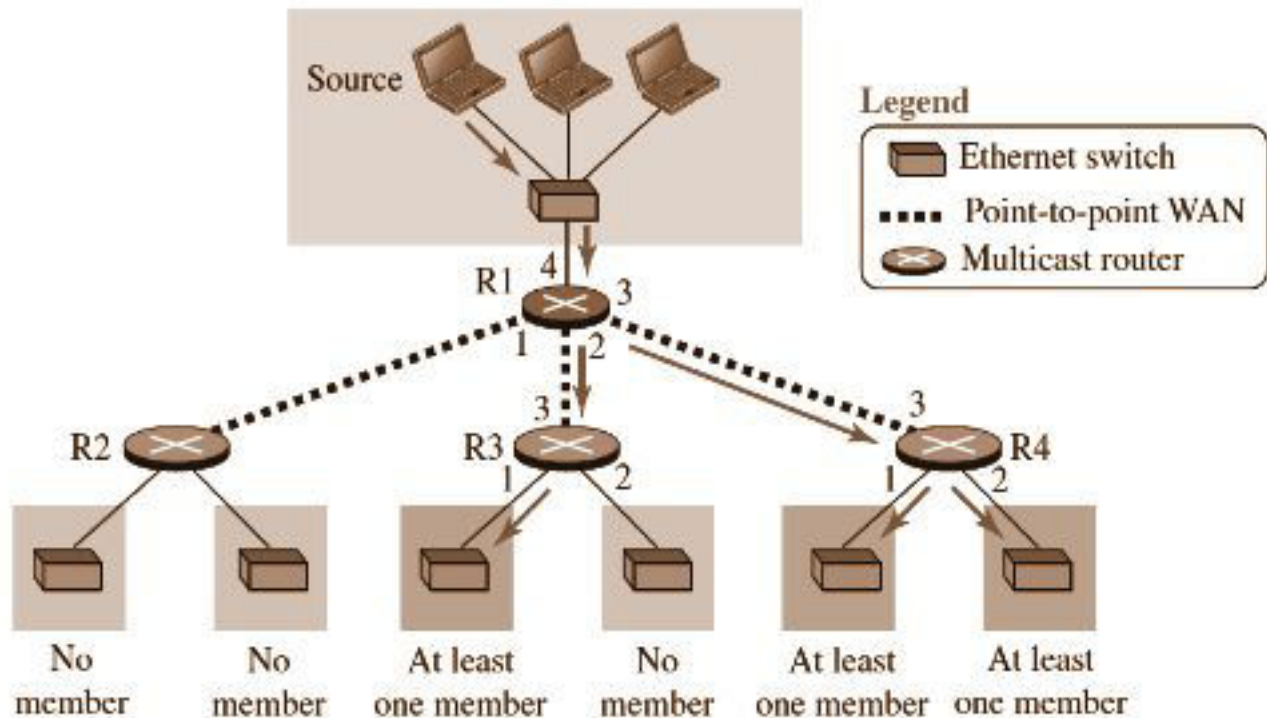 Source
Legend
Ethernet switch
Point-to-point WAN
Multicast router
4
R1
3
1
2
3
3
R2
R3
R4
1
2
1
2
No
member
No
member
At least
one member
No
member
At least
one member
At least
one member